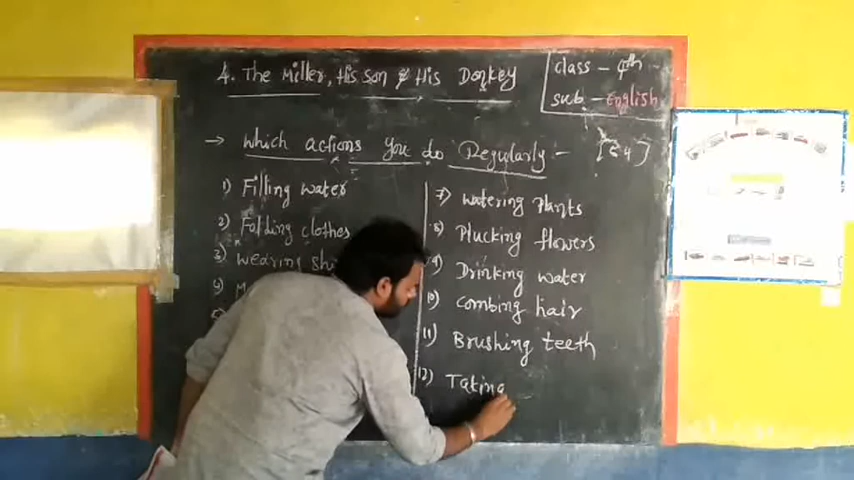 4. The Miller, His Son & His Donkey
class - 4th
sub - English
→ which actions you do Regularly -
1) Filling water
2) Folding clothes
3) wearing
4)
7) watering Plants
8) Plucking flowers
9) Drinking water
10) Combing hair
11) Brushing teeth
12) Taking